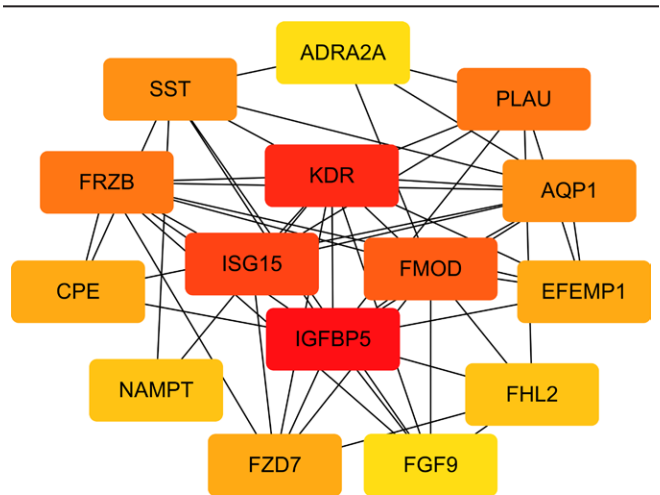 ADRA2A
SST
PLAU
FRZB
KDR
AQP1
ISG15
FMOD
CPE
EFEMP1
IGFBP5
NAMPT
FHL2
FZD7
FGF9